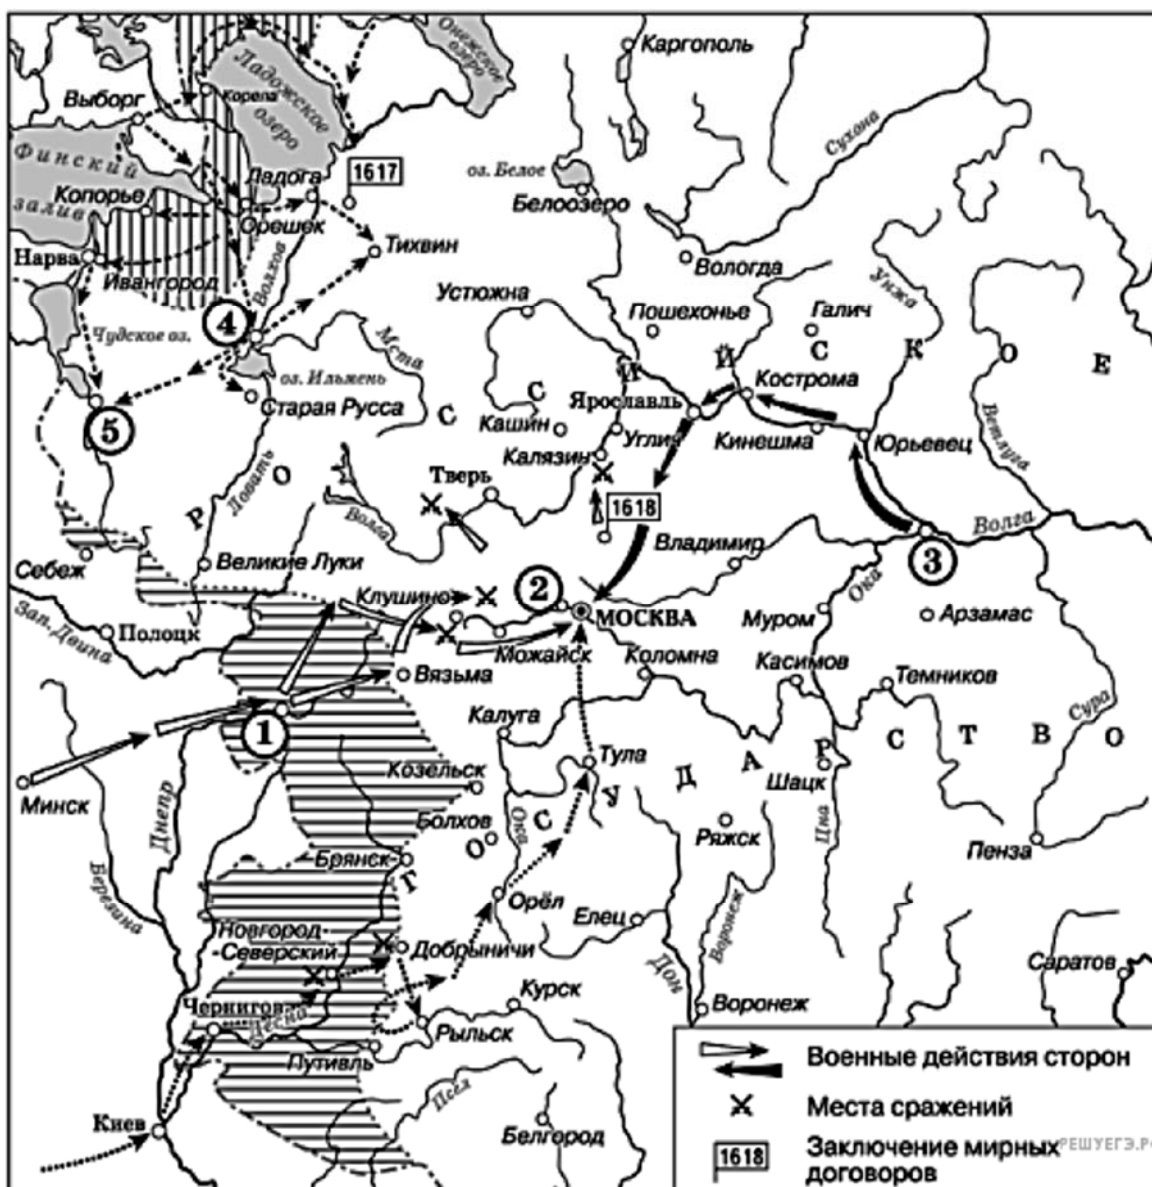 Каргополь
Онежское
озеро
Ладожское
озеро
Выборг
Корела
Сухона
Финский
залив
оз. Белое
1617
Ладога
Копорье
Белоозеро
Орешек
Тихвин
Нарва
Вологда
Ивангород
Волхов
Устюжна
Пошехонье
Галич
Унжа
4
Чудское оз.
Мста
Й С К О Е
оз. Ильмень
И
Кострома
Старая Русса
С С
Ярославль
5
Кашин
Углич
Кинешма
Юрьевец
Ветлуга
Калязин
О
Тверь
Р
Ловать
1618
Волга
Волга
Владимир
Себеж
Великие Луки
3
Клушино
2
Ока
МОСКВА
Муром
Арзамас
Зап. Двина
Полоцк
Можайск
Коломна
Касимов
Вязьма
Темников
Сура
1
Калуга
Д А Р С Т В О
Тула
Минск
Козельск
У
Шацк
Днепр
Болхов
Ока
С
Ряжск
Цна
О
Пенза
Брянск
Г
Березина
Орёл
Елец
Воронеж
Новгород-
Северский
Добрыничи
Дон
Саратов
Чернигов
Десна
Курск
Воронеж
Рыльск
Путивль
Киев
Псёл
Белгород
Военные действия сторон
Места сражений
1618
Заключение мирных
договоров
РЕШУЕГЭ.РФ